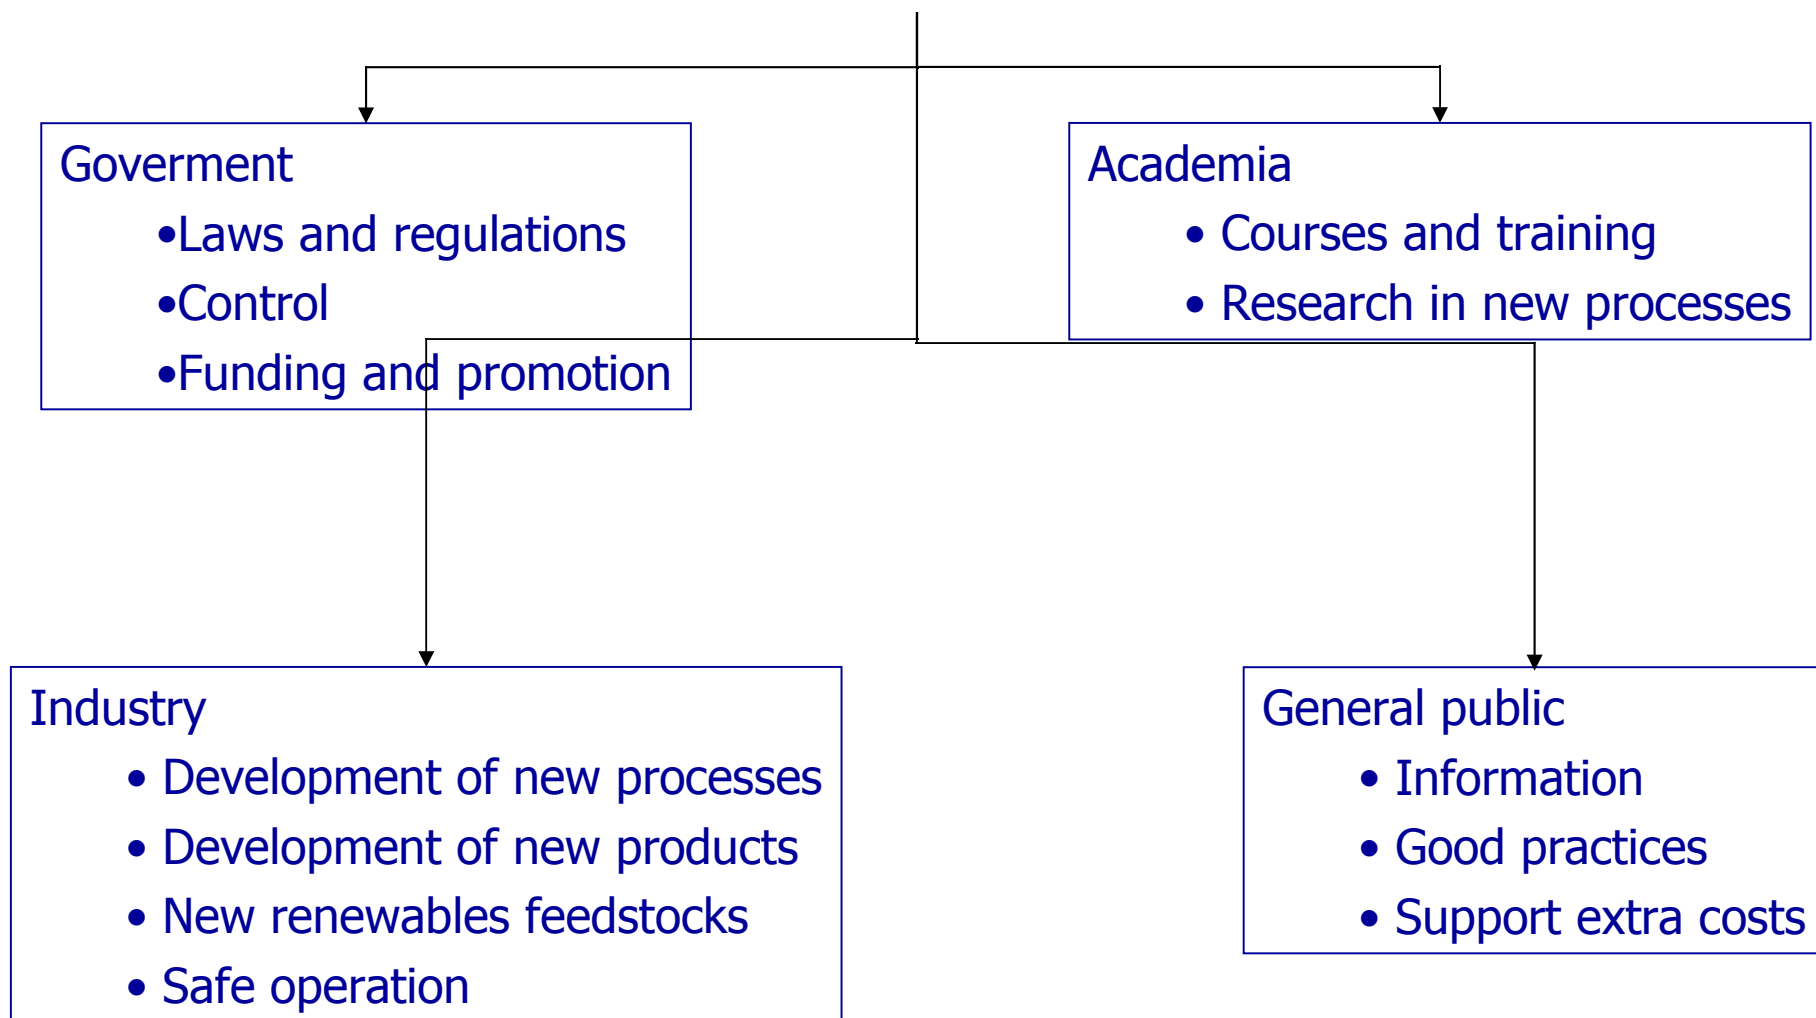 Goverment
•Laws and regulations
•Control
•Funding and promotion
Academia
• Courses and training
• Research in new processes
Industry
• Development of new processes
• Development of new products
• New renewables feedstocks
• Safe operation
General public
• Information
• Good practices
• Support extra costs